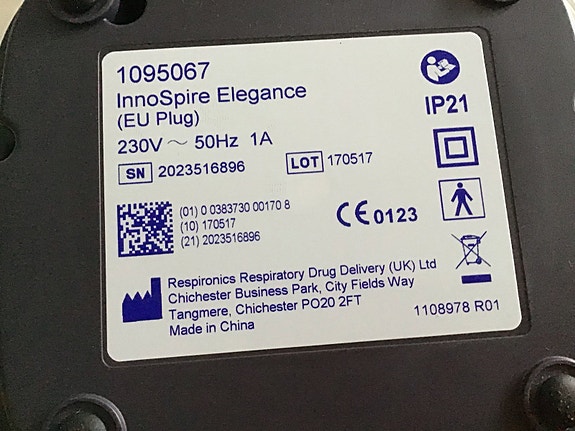 1095067
InnoSpire Elegance
(EU Plug)
230V ~ 50Hz 1A
SN 2023516896
LOT 170517
IP21
(01) 0 0383730 00170 8
(10) 170517
(21) 2023516896
CE 0123
Respironics Respiratory Drug Delivery (UK) Ltd
Chichester Business Park, City Fields Way
Tangmere, Chichester PO20 2FT
Made in China
1108978 R01